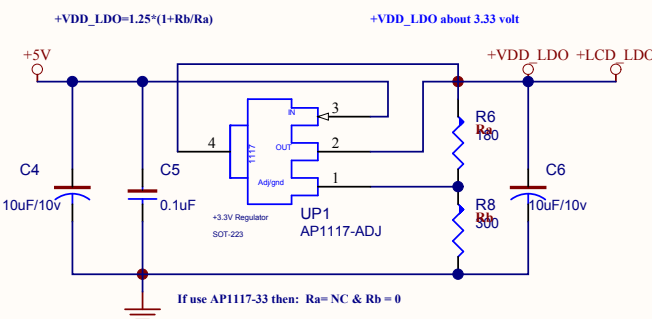 +VDD_LDO=1.25*(1+Rb/Ra)
+VDD_LDO about 3.33 volt
+5V
+VDD_LDO
+LCD_LDO
IN
3
R6
Ra
180
4
1117
OUT
2
C4
C5
Adj/gnd
1
C6
10uF/10v
0.1uF
+3.3V Regulator
SOT-223
UP1
AP1117-ADJ
R8
Rb
300
10uF/10v
If use AP1117-33 then: Ra= NC & Rb = 0